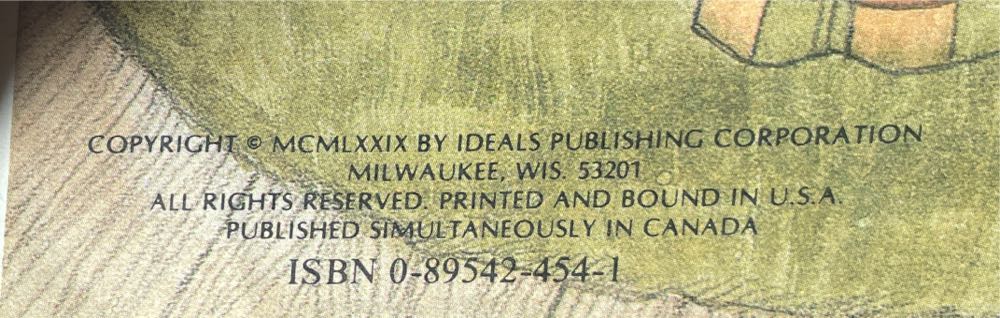 COPYRIGHT © MCMLXXIX BY IDEALS PUBLISHING CORPORATION
MILWAUKEE, WIS. 53201
ALL RIGHTS RESERVED. PRINTED AND BOUND IN U.S.A.
PUBLISHED SIMULTANEOUSLY IN CANADA
ISBN 0-89542-454-1